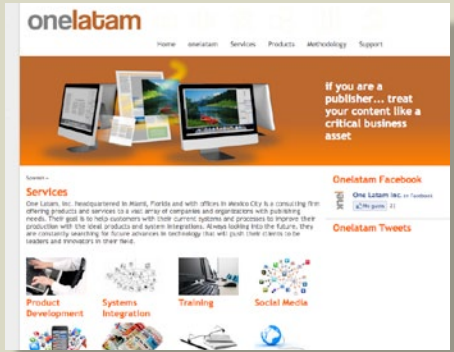 onelatam
Home onelatam Services Products Methodology Support
If you are a
publisher... treat
your content like a
critical business
asset
Spanish »
Services
One Latam, Inc. headquartered in Miami, Florida and with offices in Mexico City is a consulting firm
offering products and services to a vast array of companies and organizations with publishing
needs. Their goal is to help customers with their current systems and processes to improve their
production with the ideal products and system integrations. Always looking into the future, they
are constantly searching for future advances in technology that will push their clients to be
leaders and innovators in their field.
Onelatam Facebook
One Latam Inc. on Facebook
Me gusta
Onelatam Tweets
Product
Development
Systems
Integration
Training
Social Media